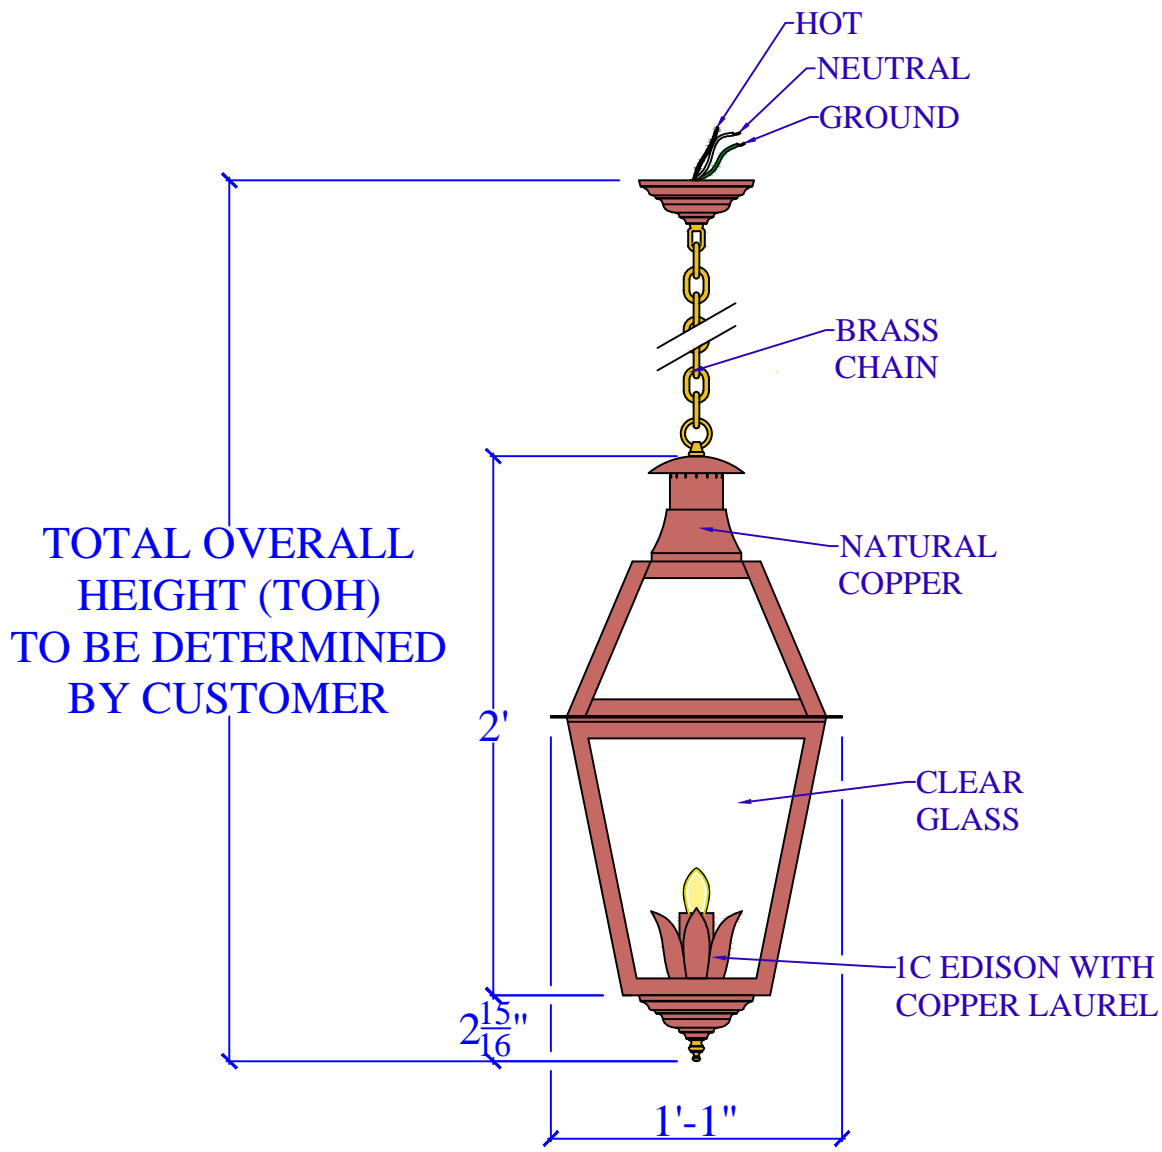 HOT
NEUTRAL
GROUND
BRASS
CHAIN
TOTAL OVERALL
HEIGHT (TOH)
TO BE DETERMINED
BY CUSTOMER
NATURAL
COPPER
2'
CLEAR
GLASS
1C EDISON WITH
COPPER LAUREL
2 15/16"
1'-1"